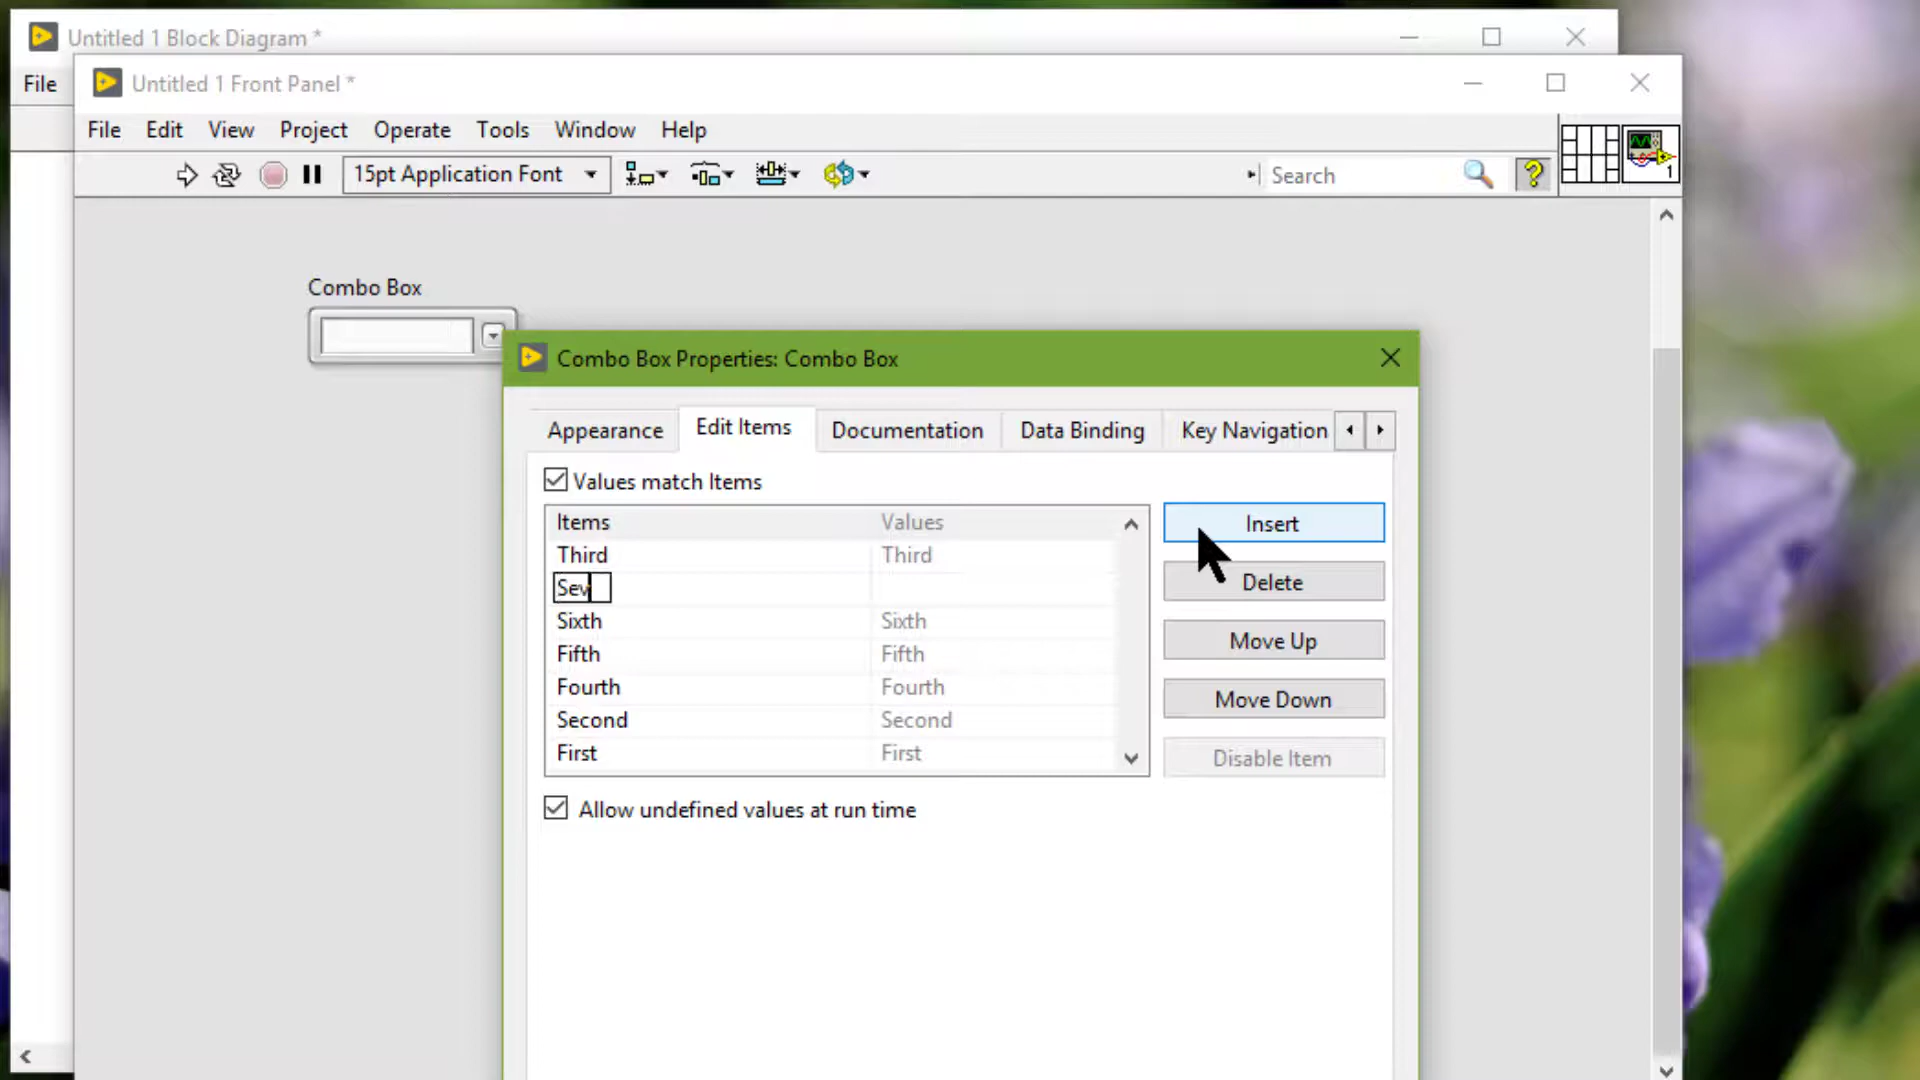 Untitled 1 Block Diagram *
File
Untitled 1 Front Panel *
File Edit View Project Operate Tools Window Help
15pt Application Font
Search
?
1
Combo Box
Combo Box Properties: Combo Box
Appearance Edit Items Documentation Data Binding Key Navigation
Values match Items
Items Values
Third Third
Sev
Sixth Sixth
Fifth Fifth
Fourth Fourth
Second Second
First First
Insert
Delete
Move Up
Move Down
Disable Item
Allow undefined values at run time